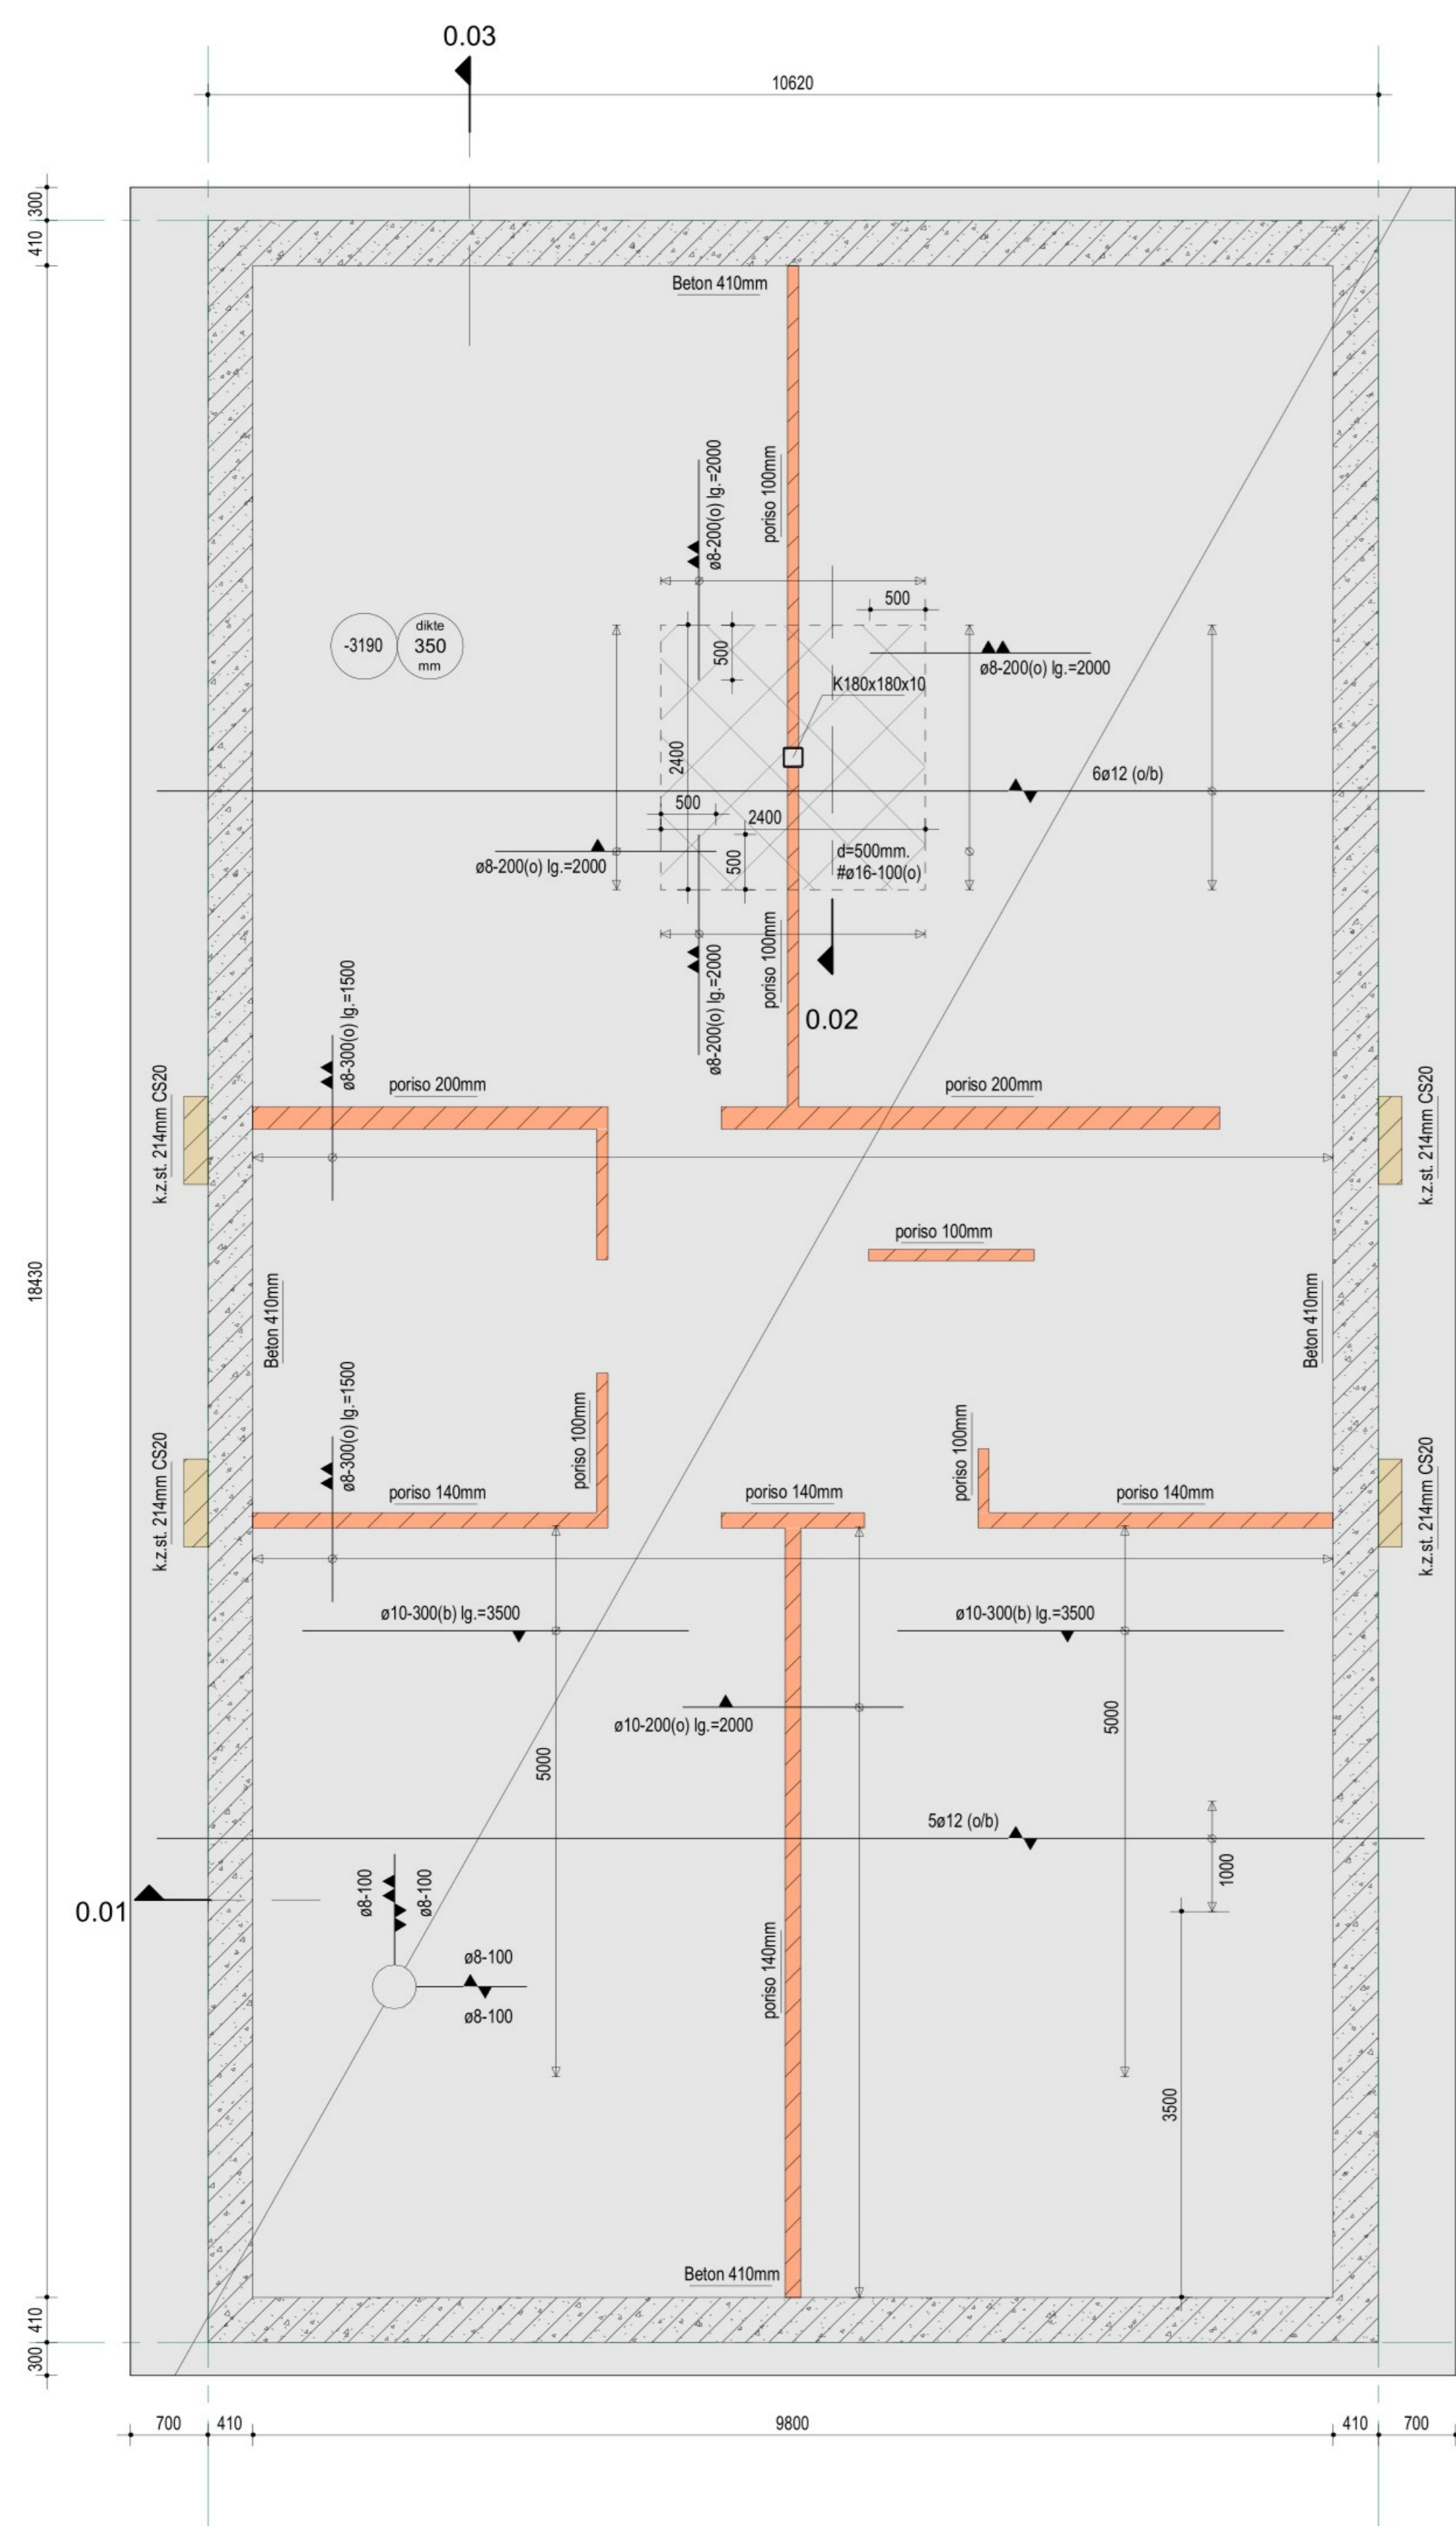 0.03
10620
300
410
Beton 410mm
ø8-200(o) lg.=2000
poriso 100mm
500
-3190
dikte
350
mm
500
ø8-200(o) lg.=2000
K180x180x10
2400
6ø12 (o/b)
500
2400
ø8-200(o) lg.=2000
500
d=500mm.
#ø16-100(o)
ø8-200(o) lg.=2000
poriso 100mm
0.02
ø8-300(o) lg.=1500
poriso 200mm
poriso 200mm
k.z.st. 214mm CS20
k.z.st. 214mm CS20
poriso 100mm
18430
Beton 410mm
Beton 410mm
ø8-300(o) lg.=1500
poriso 100mm
poriso 100mm
k.z.st. 214mm CS20
k.z.st. 214mm CS20
poriso 140mm
poriso 140mm
poriso 140mm
ø10-300(b) lg.=3500
ø10-300(b) lg.=3500
ø10-200(o) lg.=2000
5000
5000
5ø12 (o/b)
1000
0.01
ø8-100
ø8-100
ø8-100
ø8-100
poriso 140mm
3500
Beton 410mm
410
300
700
410
9800
410
700